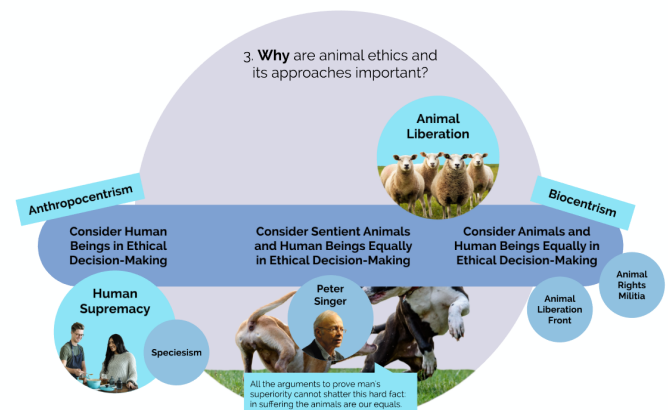 3. Why are animal ethics and
its approaches important?
Animal
Liberation
Anthropocentrism
Biocentrism
Consider Human
Beings in Ethical
Decision-Making
Consider Sentient Animals
and Human Beings Equally
in Ethical Decision-Making
Consider Animals and
Human Beings Equally in
Ethical Decision-Making
Human
Supremacy
Speciesism
Peter
Singer
Animal
Liberation
Front
Animal
Rights
Militia
All the arguments to prove man's
superiority cannot shatter this hard fact:
in suffering the animals are our equals.